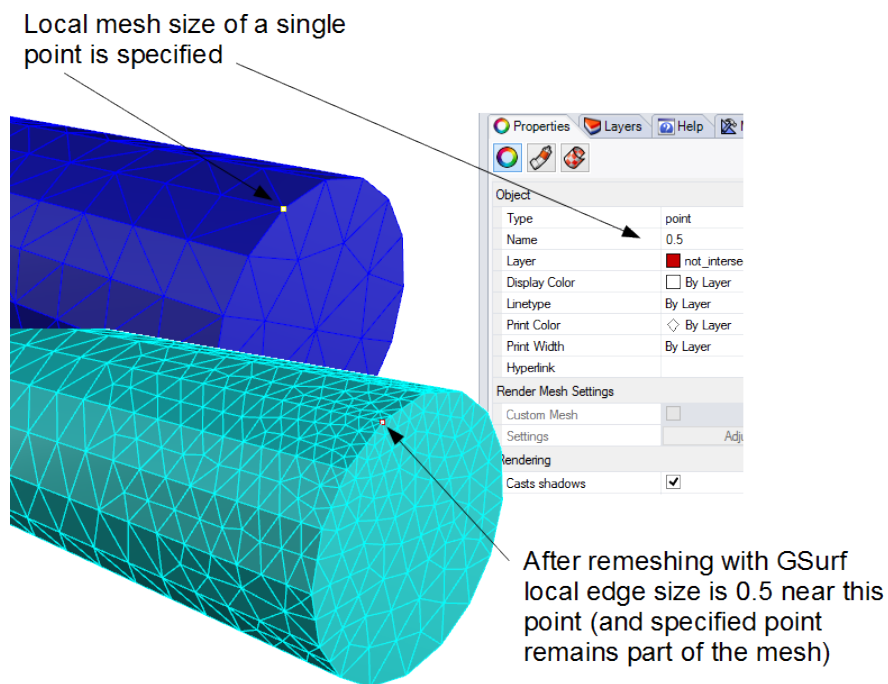 Local mesh size of a single
point is specified
Properties Layers Help
Object
Type point
Name 0.5
Layer not_interse
Display Color By Layer
Linetype By Layer
Print Color By Layer
Print Width By Layer
Hyperlink
Render Mesh Settings
Custom Mesh
Settings Adju
Rendering
Casts shadows
After remeshing with GSurf
local edge size is 0.5 near this
point (and specified point
remains part of the mesh)